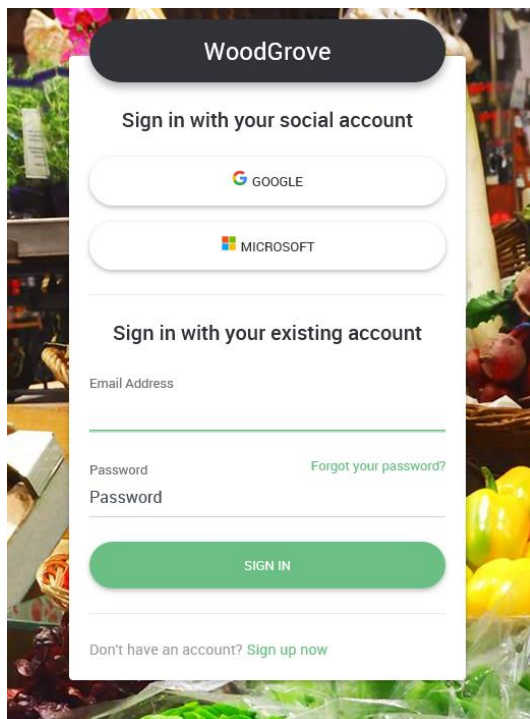 WoodGrove
Sign in with your social account
GOOGLE
MICROSOFT
Sign in with your existing account
Email Address
Password
Forgot your password?
Password
SIGN IN
Don't have an account? Sign up now